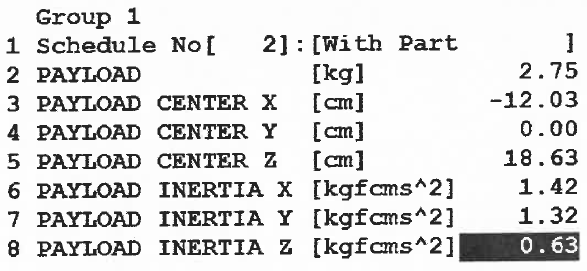 Group 1
1 Schedule No[ 2]:[With Part ]
2 PAYLOAD [kg] 2.75
3 PAYLOAD CENTER X [cm] -12.03
4 PAYLOAD CENTER Y [cm] 0.00
5 PAYLOAD CENTER Z [cm] 18.63
6 PAYLOAD INERTIA X [kgfcms^2] 1.42
7 PAYLOAD INERTIA Y [kgfcms^2] 1.32
8 PAYLOAD INERTIA Z [kgfcms^2] 0.63